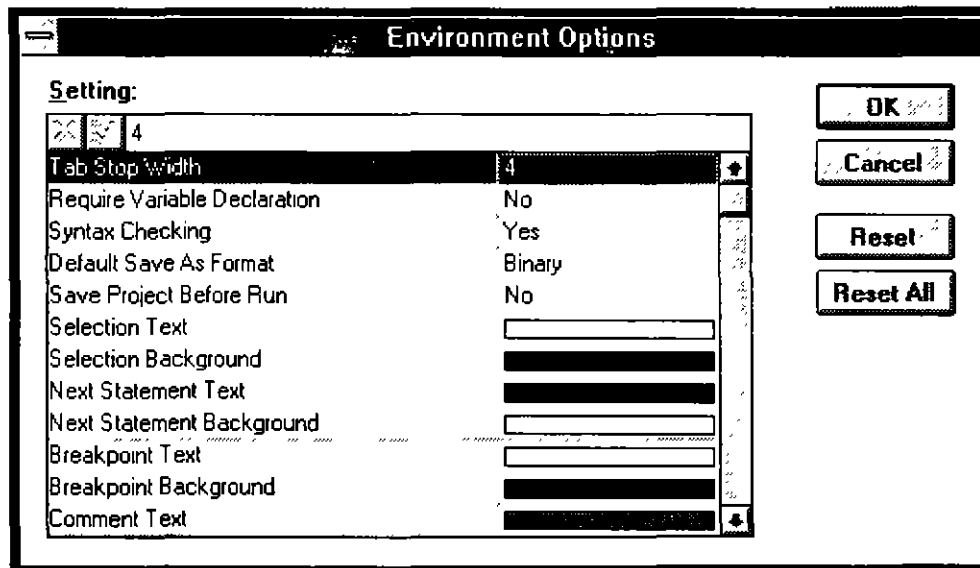 Environment Options
Setting:
4
Tab Stop Width 4
Require Variable Declaration No
Syntax Checking Yes
Default Save As Format Binary
Save Project Before Run No
Selection Text
Selection Background
Next Statement Text
Next Statement Background
Breakpoint Text
Breakpoint Background
Comment Text
OK
Cancel
Reset
Reset All